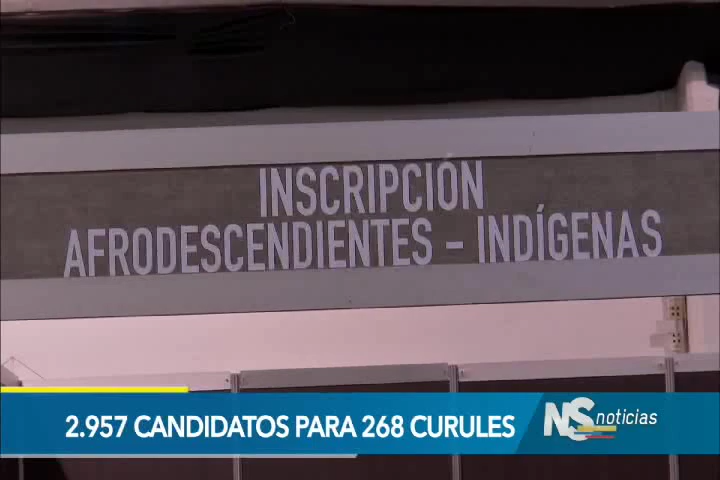 INSCRIPCIÓN
AFRODESCENDIENTES - INDÍGENAS
2.957 CANDIDATOS PARA 268 CURULES
NS noticias